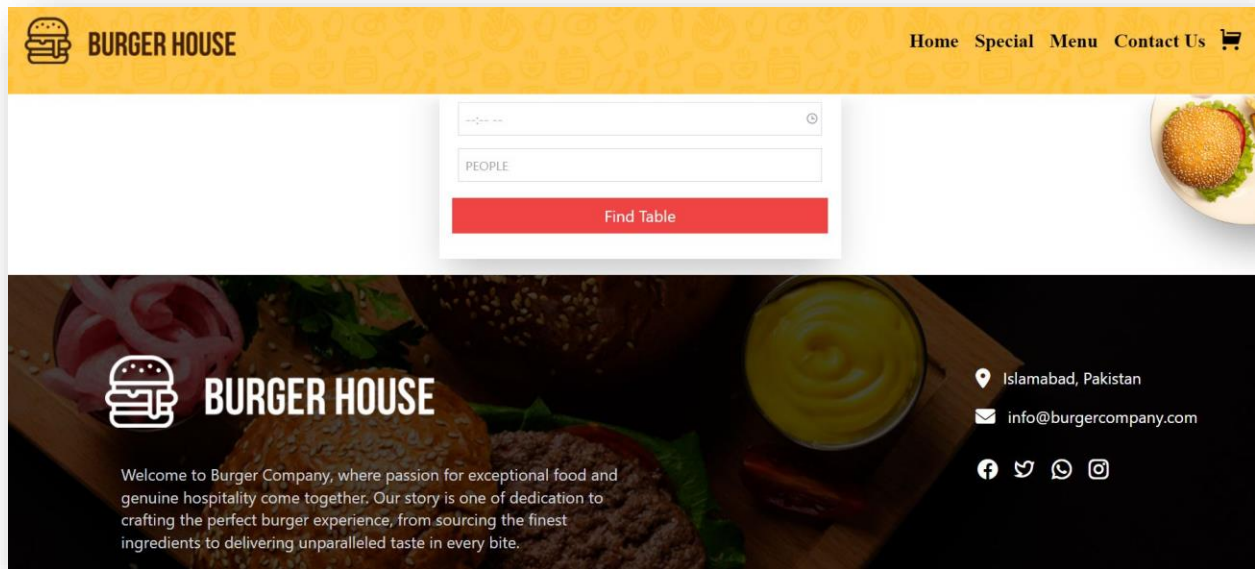 BURGER HOUSE
Home Special Menu Contact Us
--:-- --
PEOPLE
Find Table
BURGER HOUSE
Welcome to Burger Company, where passion for exceptional food and
genuine hospitality come together. Our story is one of dedication to
crafting the perfect burger experience, from sourcing the finest
ingredients to delivering unparalleled taste in every bite.
Islamabad, Pakistan
info@burgercompany.com